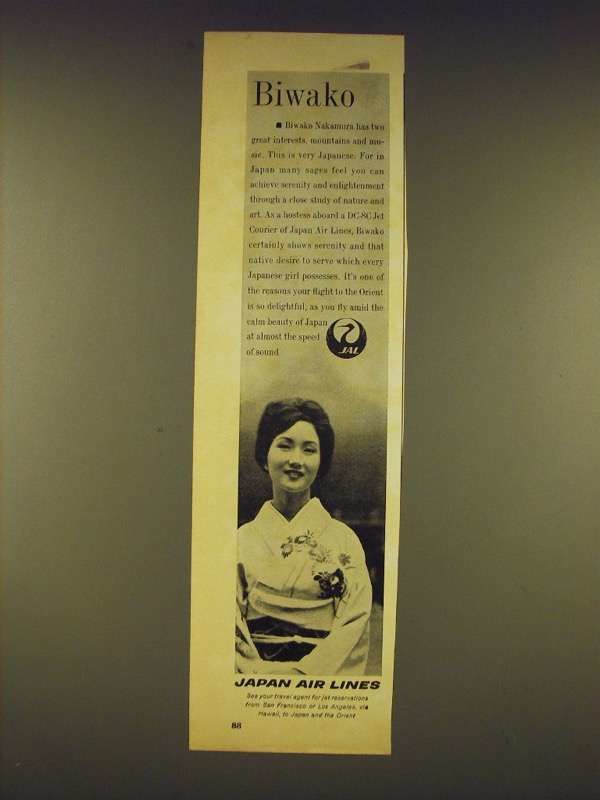 Biwako
■ Biwako Nakamura has two
great interests, mountains and mu-
sic. This is very Japanese. For in
Japan many sages feel you can
achieve serenity and enlightenment
through a close study of nature and
art. As a hostess aboard a DC-8C Jet
Courier of Japan Air Lines, Biwako
certainly shows serenity and that
native desire to serve which every
Japanese girl possesses. It's one of
the reasons your flight to the Orient
is so delightful, as you fly amid the
calm beauty of Japan
at almost the speed
of sound
JAL
JAPAN AIR LINES
See your travel agent for jet reservations
from San Francisco or Los Angeles, via
Hawaii, to Japan and the Orient
88